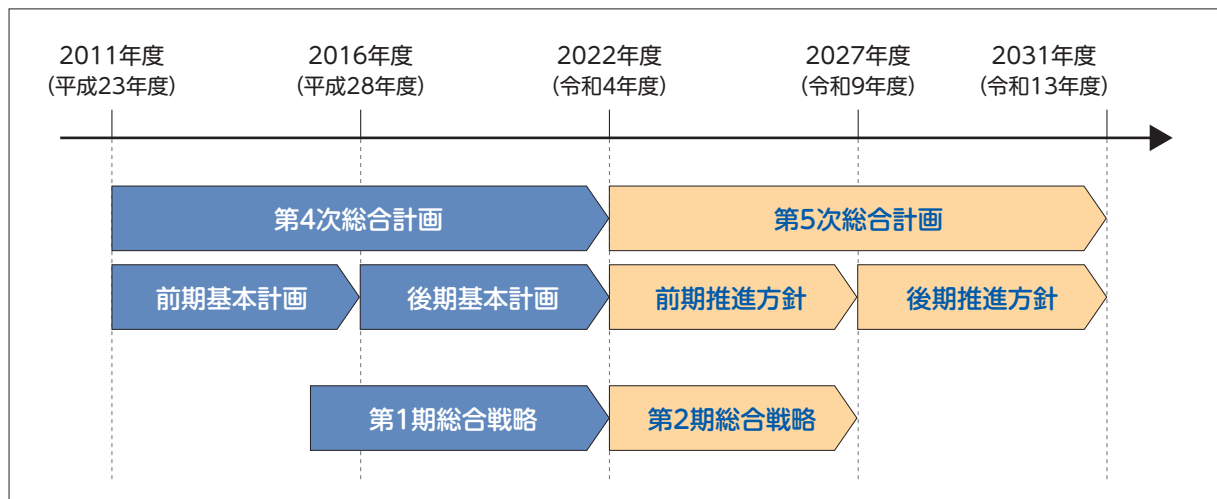 2011年度 2016年度 2022年度 2027年度 2031年度
(平成23年度) (平成28年度) (令和4年度) (令和9年度) (令和13年度)
第4次総合計画 第5次総合計画
前期基本計画 後期基本計画 前期推進方針 後期推進方針
第1期総合戦略 第2期総合戦略